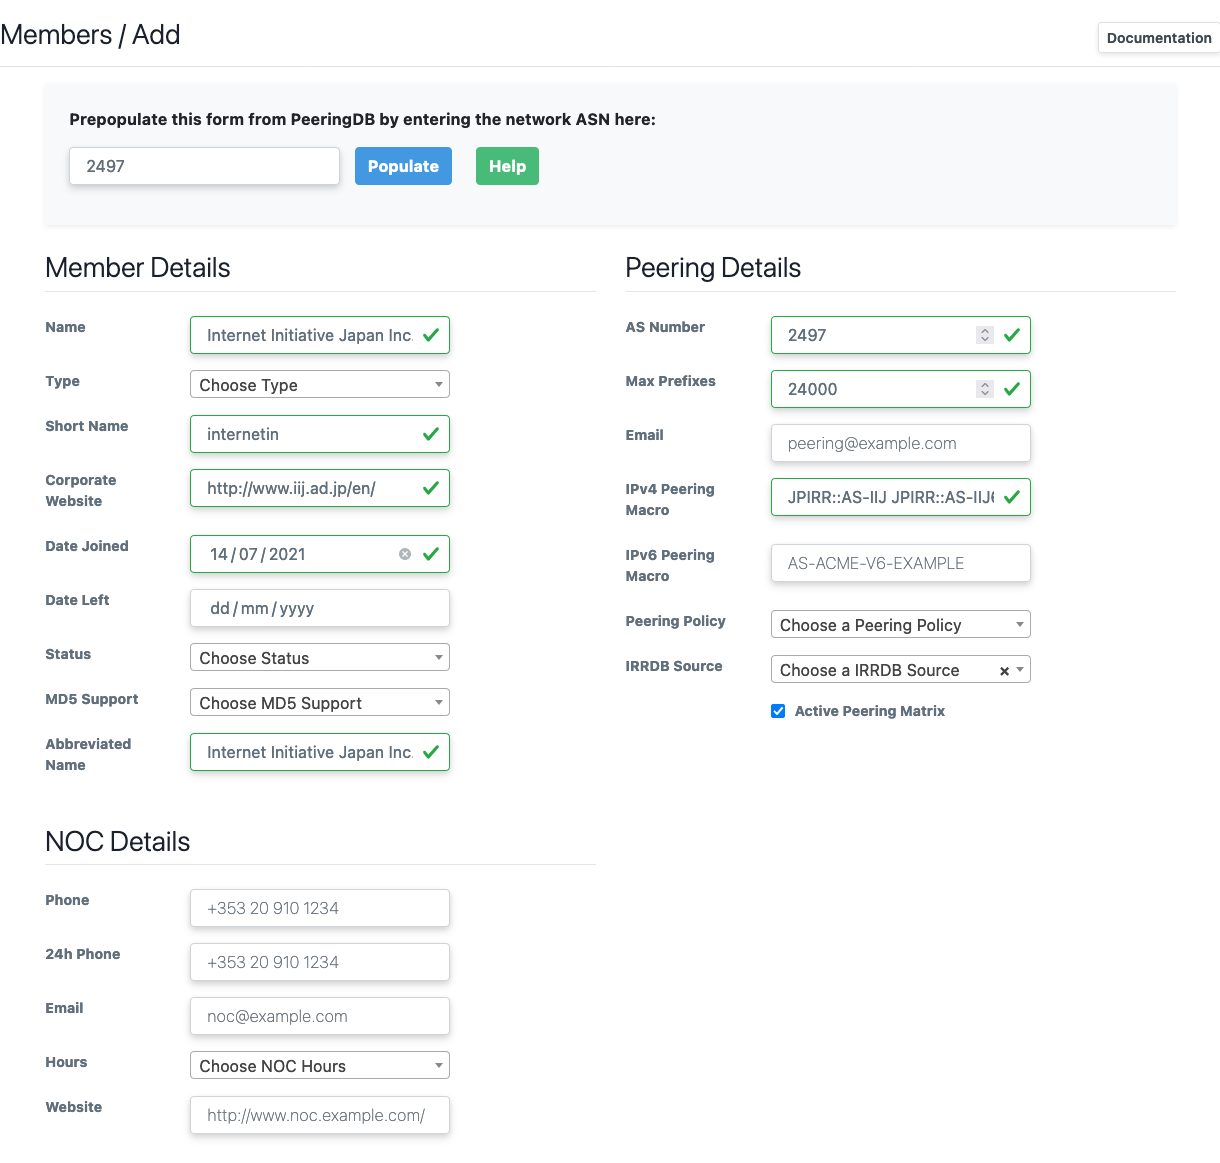 Members / Add
Documentation
Prepopulate this form from PeeringDB by entering the network ASN here:
2497
Populate
Help
Member Details
Name
Internet Initiative Japan Inc.
Type
Choose Type
Short Name
internetin
Corporate
Website
http://www.iij.ad.jp/en/
Date Joined
14/07/2021
Date Left
dd/mm/yyyy
Status
Choose Status
MD5 Support
Choose MD5 Support
Abbreviated
Name
Internet Initiative Japan Inc.
Peering Details
AS Number
2497
Max Prefixes
24000
Email
peering@example.com
IPv4 Peering
Macro
JPIRR::AS-IIJ JPIRR::AS-IIJ6
IPv6 Peering
Macro
AS-ACME-V6-EXAMPLE
Peering Policy
Choose a Peering Policy
IRRDB Source
Choose a IRRDB Source
Active Peering Matrix
NOC Details
Phone
+353 20 910 1234
24h Phone
+353 20 910 1234
Email
noc@example.com
Hours
Choose NOC Hours
Website
http://www.noc.example.com/